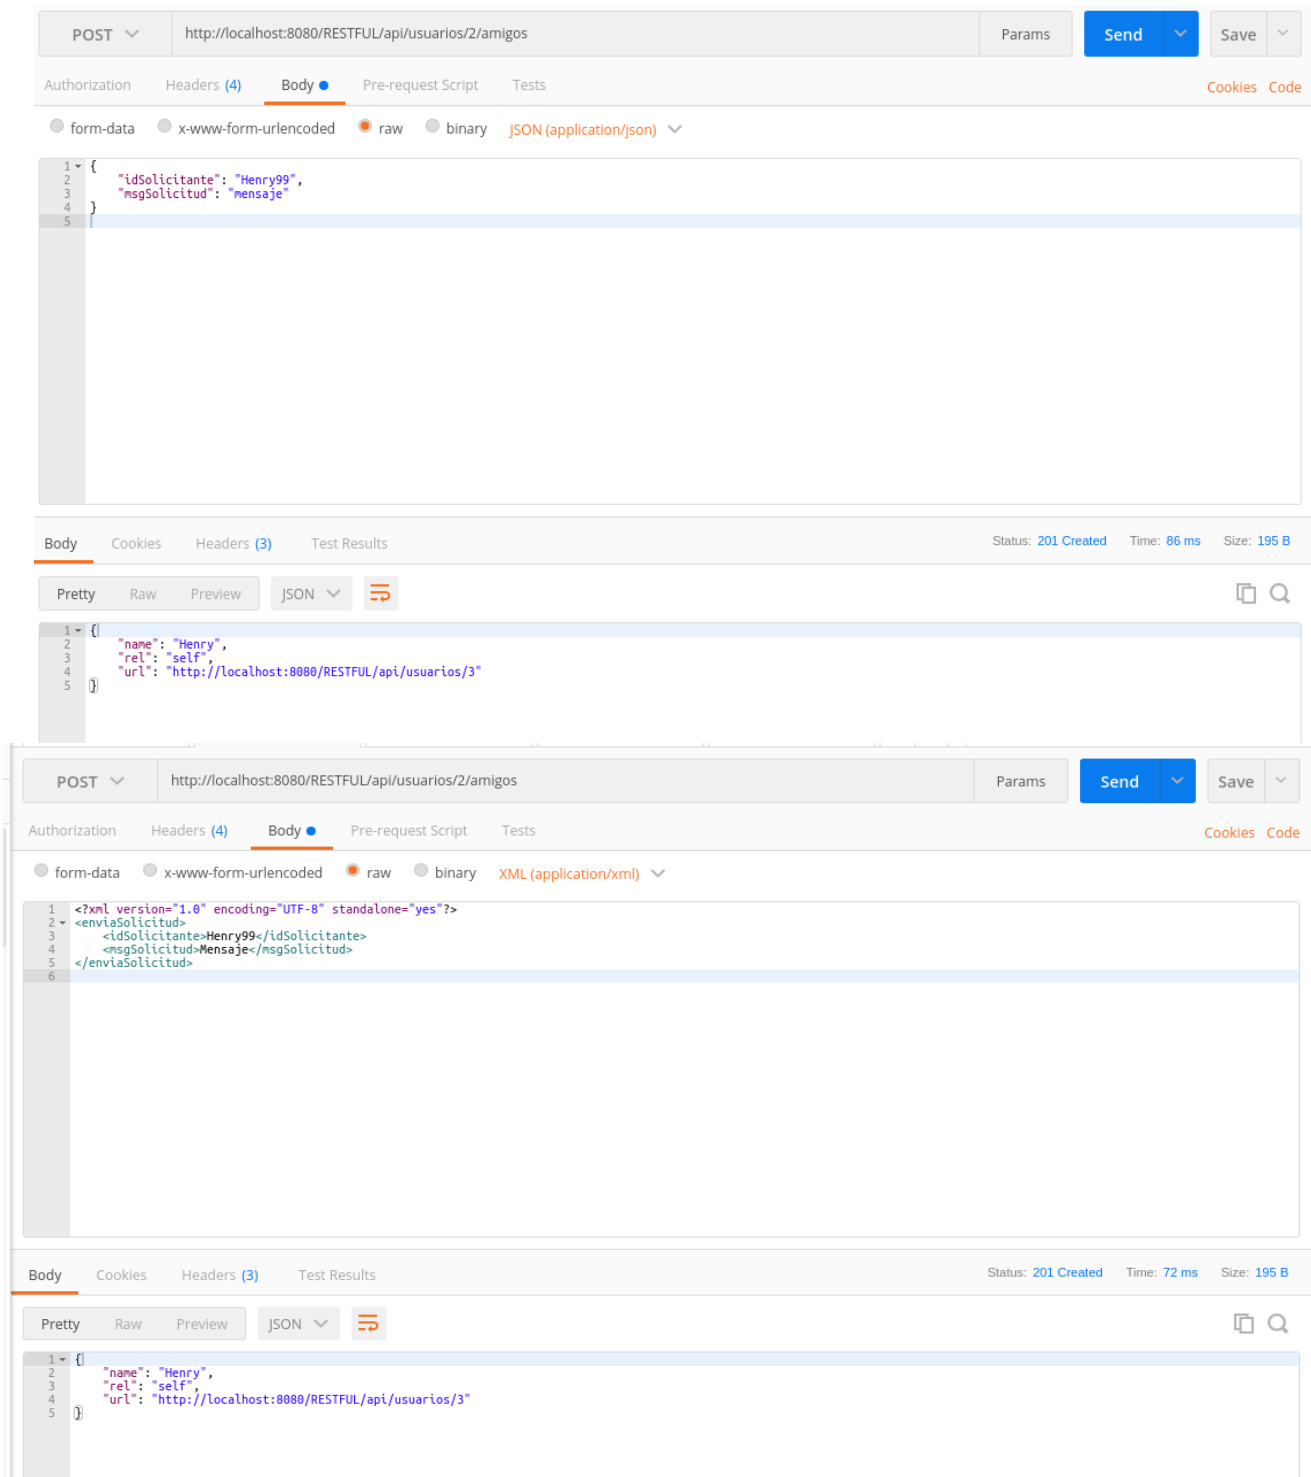 POST http://localhost:8080/RESTFUL/api/usuarios/2/amigos Params Send Save
Authorization Headers (4) Body Pre-request Script Tests Cookies Code
form-data x-www-form-urlencoded raw binary JSON (application/json)
1 {
2 "idSolicitante": "Henry99",
3 "msgSolicitud": "mensaje"
4 }
5
Body Cookies Headers (3) Test Results Status: 201 Created Time: 86 ms Size: 195 B
Pretty Raw Preview JSON
1 {
2 "name": "Henry",
3 "rel": "self",
4 "url": "http://localhost:8080/RESTFUL/api/usuarios/3"
5 }
POST http://localhost:8080/RESTFUL/api/usuarios/2/amigos Params Send Save
Authorization Headers (4) Body Pre-request Script Tests Cookies Code
form-data x-www-form-urlencoded raw binary XML (application/xml)
1 <?xml version="1.0" encoding="UTF-8" standalone="yes"?>
2 <enviaSolicitud>
3 <idSolicitante>Henry99</idSolicitante>
4 <msgSolicitud>Mensaje</msgSolicitud>
5 </enviaSolicitud>
6
Body Cookies Headers (3) Test Results Status: 201 Created Time: 72 ms Size: 195 B
Pretty Raw Preview JSON
1 {
2 "name": "Henry",
3 "rel": "self",
4 "url": "http://localhost:8080/RESTFUL/api/usuarios/3"
5 }